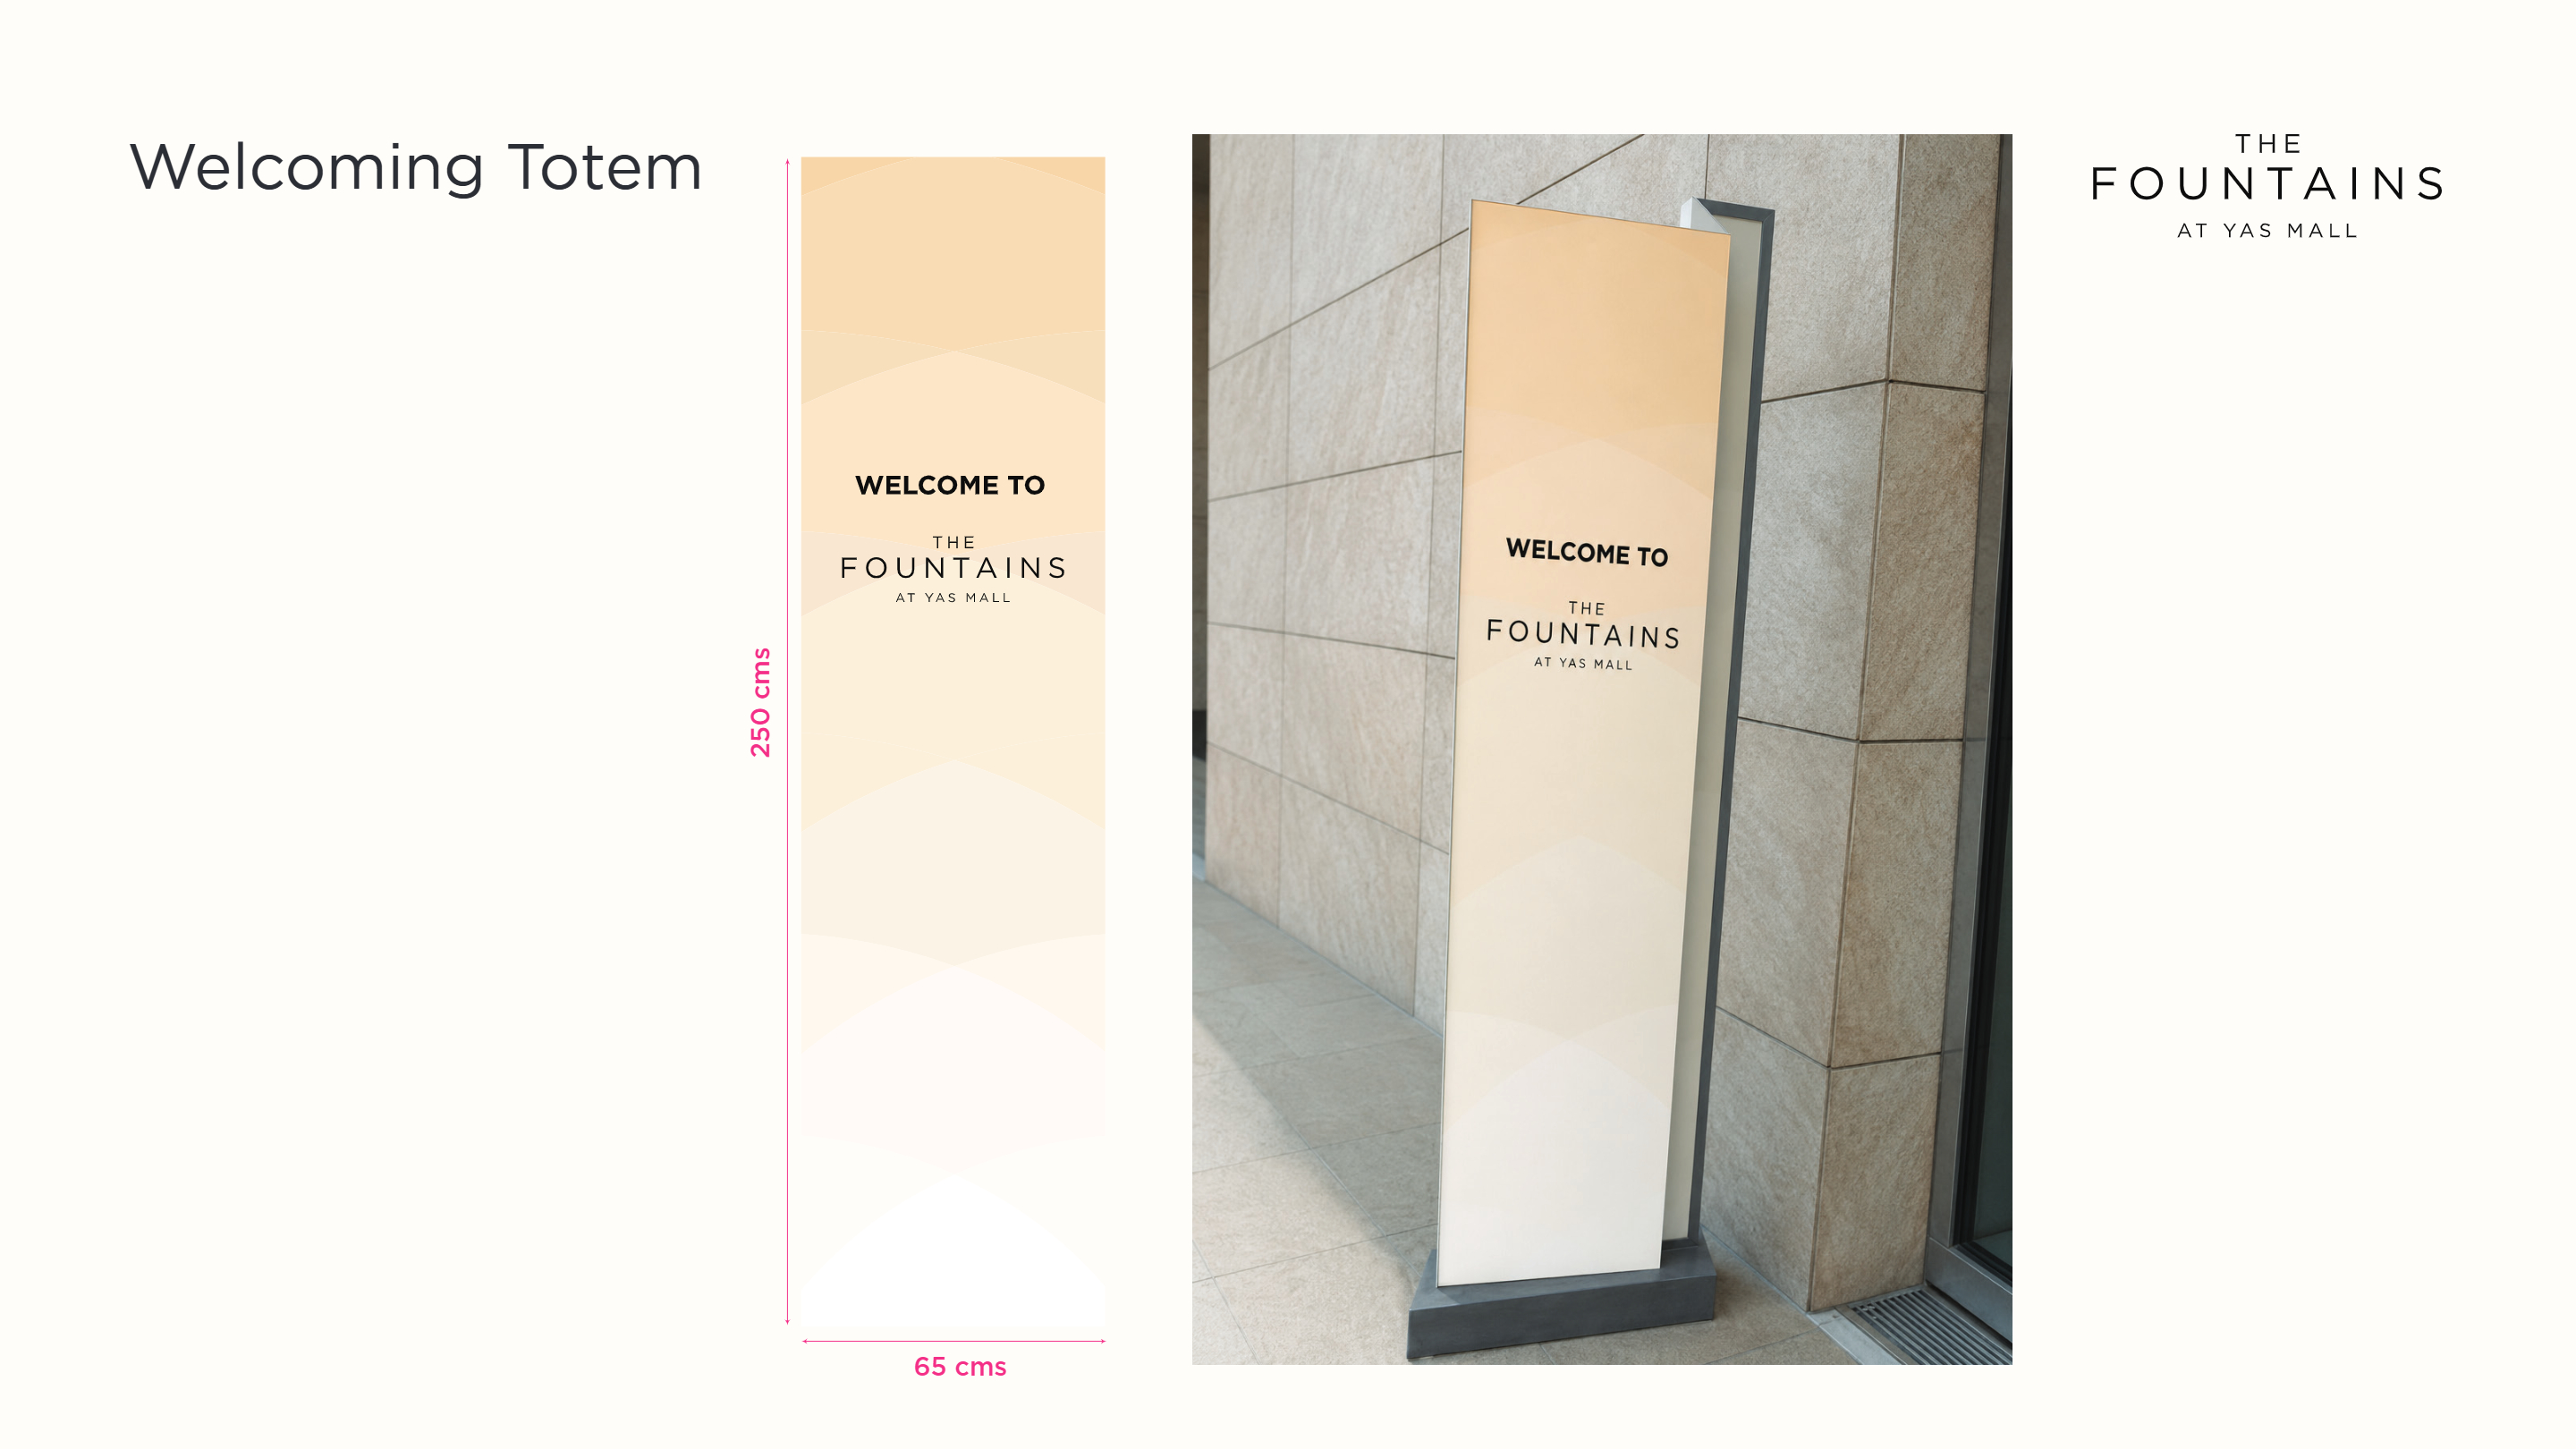 Welcoming Totem
THE
FOUNTAINS
AT YAS MALL
WELCOME TO
THE
FOUNTAINS
AT YAS MALL
250 cms
65 cms
WELCOME TO
THE
FOUNTAINS
AT YAS MALL